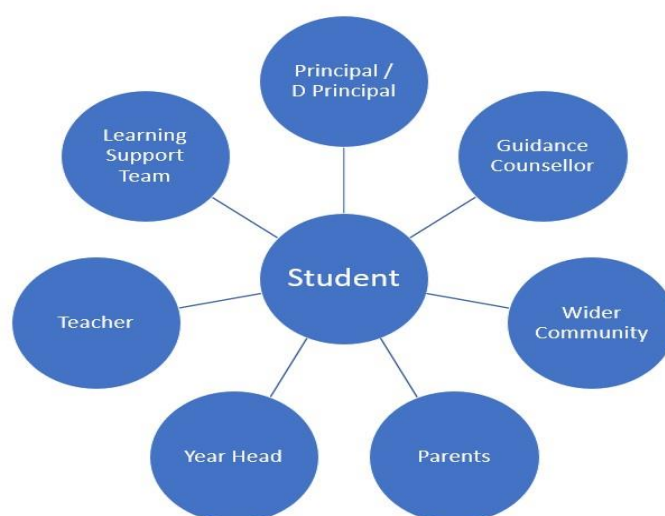 Principal /
D Principal
Learning
Support
Team
Guidance
Counsellor
Student
Teacher
Wider
Community
Year Head
Parents